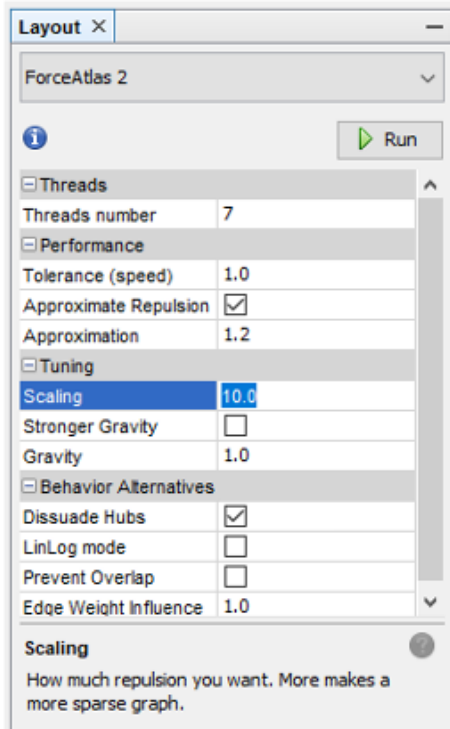 Layout
ForceAtlas 2
Run
Threads
Threads number 7
Performance
Tolerance (speed) 1.0
Approximate Repulsion
Approximation 1.2
Tuning
Scaling 10.0
Stronger Gravity
Gravity 1.0
Behavior Alternatives
Dissuade Hubs
LinLog mode
Prevent Overlap
Edge Weight Influence 1.0
Scaling
How much repulsion you want. More makes a
more sparse graph.